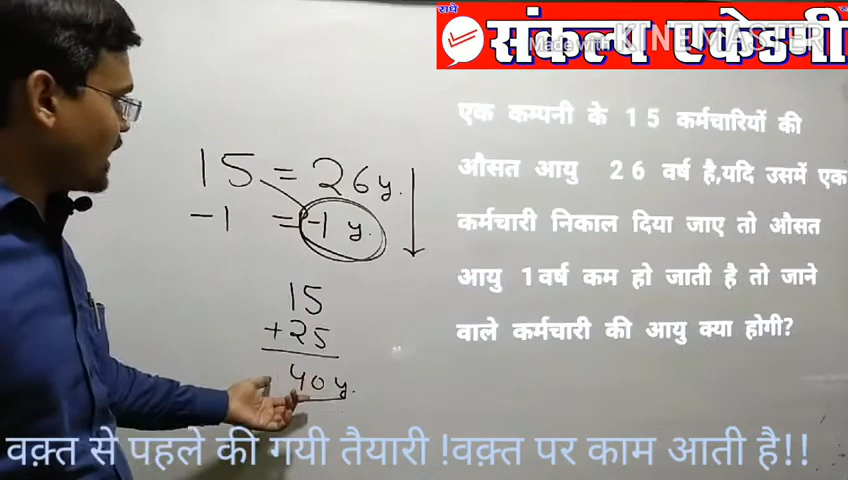 राधे
संकल्प एकेडमी
Made with KINEMASTER
एक कम्पनी के 15 कर्मचारियों की
औसत आयु 26 वर्ष है,यदि उसमें एक
कर्मचारी निकाल दिया जाए तो औसत
आयु 1वर्ष कम हो जाती है तो जाने
वाले कर्मचारी की आयु क्या होगी?
15 = 26y.
-1 = -1 y.
15
+25
40y.
वक़्त से पहले की गयी तैयारी !वक़्त पर काम आती है!!